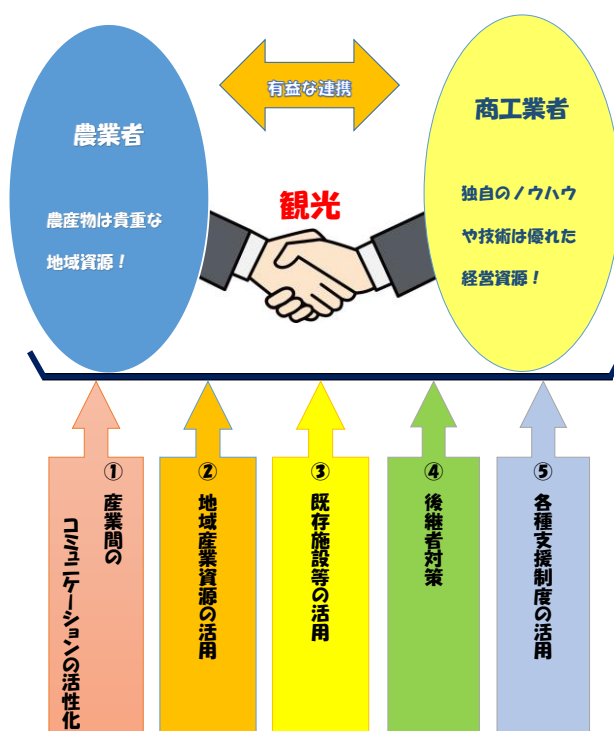 有益な連携
農業者
農産物は貴重な
地域資源！
観光
商工業者
独自のノウハウ
や技術は優れた
経営資源！
① 産業間の
コミュニケーションの活性化
② 地域産業資源の活用
③ 既存施設等の活用
④ 後継者対策
⑤ 各種支援制度の活用